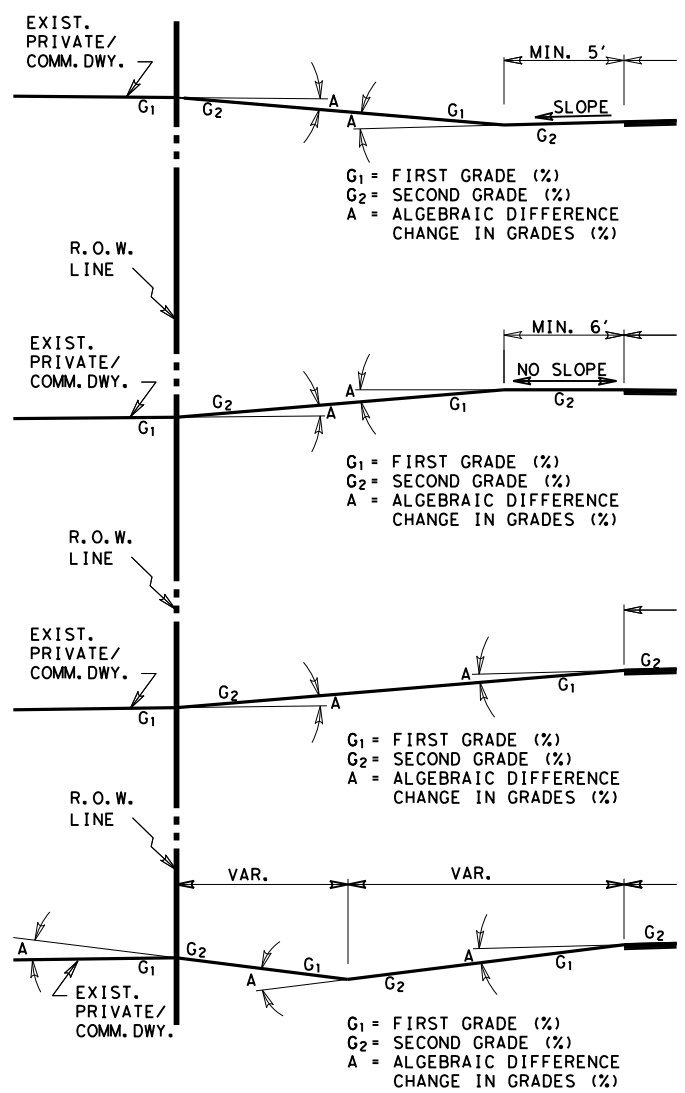 EXIST.
PRIVATE/
COMM. DWY.
MIN. 5'
G1
G2
A
A
G1
SLOPE
G2
G1 = FIRST GRADE (%)
G2 = SECOND GRADE (%)
A = ALGEBRAIC DIFFERENCE
CHANGE IN GRADES (%)
R.O.W.
LINE
EXIST.
PRIVATE/
COMM. DWY.
MIN. 6'
NO SLOPE
G1
G2
A
A
G1
G2
G1 = FIRST GRADE (%)
G2 = SECOND GRADE (%)
A = ALGEBRAIC DIFFERENCE
CHANGE IN GRADES (%)
R.O.W.
LINE
EXIST.
PRIVATE/
COMM. DWY.
G1
G2
A
A
G1
G2
G1 = FIRST GRADE (%)
G2 = SECOND GRADE (%)
A = ALGEBRAIC DIFFERENCE
CHANGE IN GRADES (%)
R.O.W.
LINE
VAR.
VAR.
A
G1
G2
A
G1
G2
A
G1
G2
EXIST.
PRIVATE/
COMM. DWY.
G1 = FIRST GRADE (%)
G2 = SECOND GRADE (%)
A = ALGEBRAIC DIFFERENCE
CHANGE IN GRADES (%)